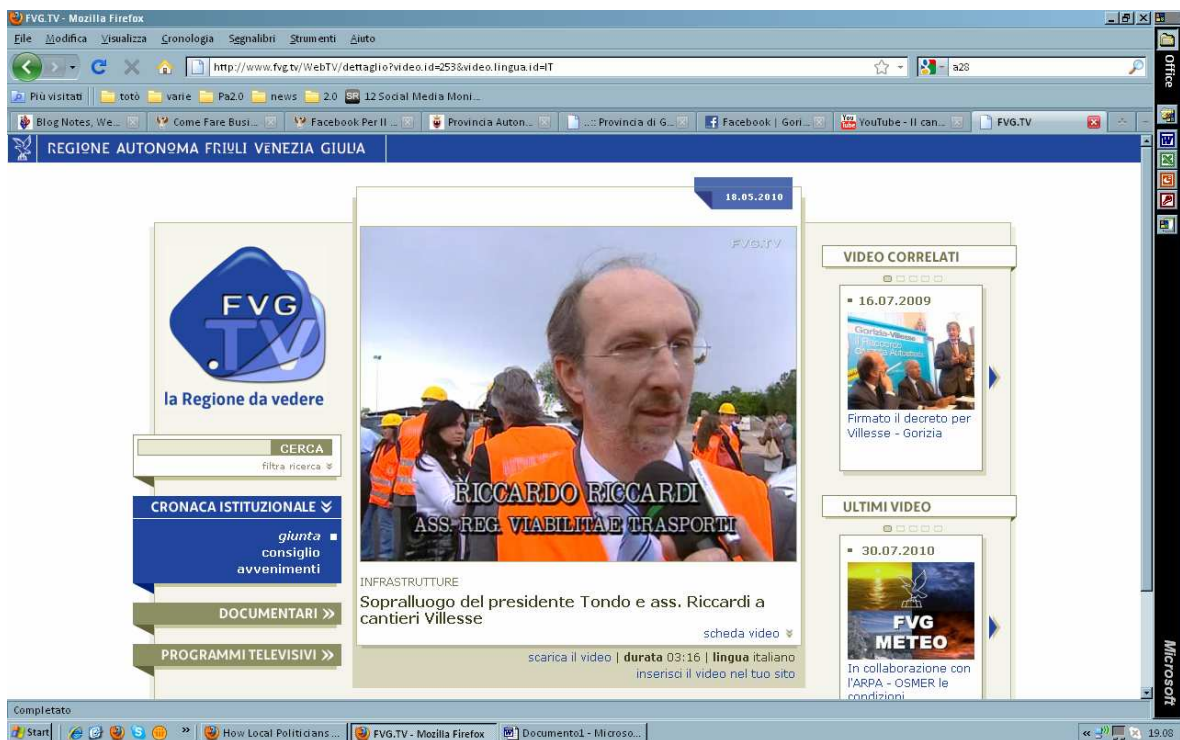 FVG.TV - Mozilla Firefox
File Modifica Visualizza Cronologia Segnalibri Strumenti Aiuto
http://www.fvg.tv/WebTV/dettaglio?video.id=253&video.lingua.id=IT
a28
Più visitati totò varie Pa2.0 news 2.0 SR 12 Social Media Moni...
Blog Notes, We... Come Fare Busi... Facebook Per Il ... Provincia Auton... ..:: Provincia di G... Facebook | Gori... YouTube - Il can... FVG.TV
REGIONE AUTONOMA FRIULI VENEZIA GIULIA
18.05.2010
FVG.TV
FVG
TV
la Regione da vedere
CERCA
filtra ricerca
CRONACA ISTITUZIONALE
giunta
consiglio
avvenimenti
DOCUMENTARI »
PROGRAMMI TELEVISIVI »
RICCARDO RICCARDI
ASS. REG. VIABILITA E TRASPORTI
INFRASTRUTTURE
Sopralluogo del presidente Tondo e ass. Riccardi a
cantieri Villesse
scheda video
scarica il video | durata 03:16 | lingua italiano
inserisci il video nel tuo sito
VIDEO CORRELATI
16.07.2009
Gorizia-Villesse
il Raccordo
Firmato il decreto per
Villesse - Gorizia
ULTIMI VIDEO
30.07.2010
FVG
METEO
In collaborazione con
l'ARPA - OSMER le
condizioni
Office
Microsoft
Completato
Start » How Local Politicians ... FVG.TV - Mozilla Firefox Documento1 - Microso... « 19.08